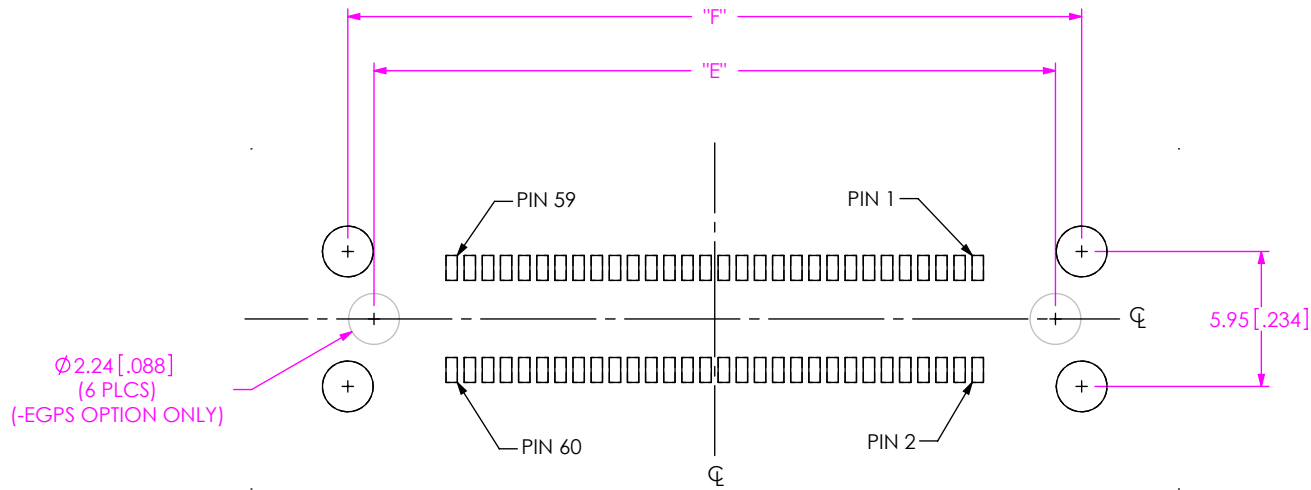 "F"
"E"
PIN 59
PIN 1
℄
5.95 [.234]
Ø2.24 [.088]
(6 PLCS)
(-EGPS OPTION ONLY)
PIN 60
PIN 2
℄